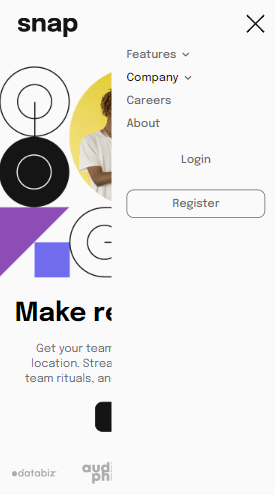 snap
Features
Company
Careers
About
Login
Register
Make re
Get your team
location. Strea
team rituals, an
databiz
aud
ph